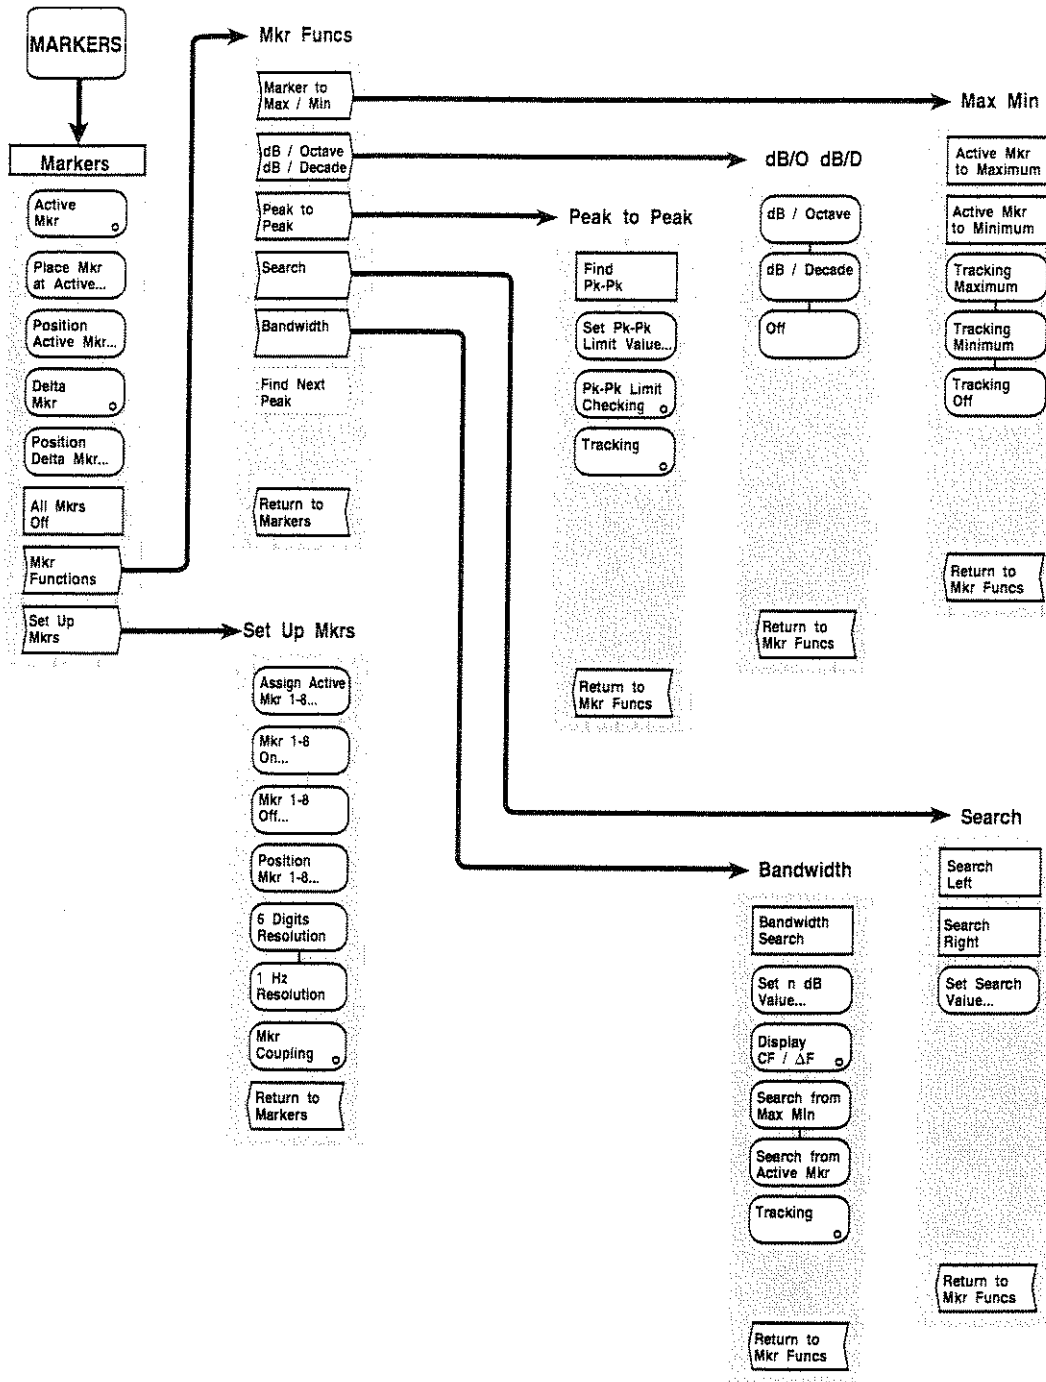 MARKERS
Markers
Active
Mkr
Place Mkr
at Active...
Position
Active Mkr...
Delta
Mkr
Position
Delta Mkr...
All Mkrs
Off
Mkr
Functions
Set Up
Mkrs
Mkr Funcs
Marker to
Max / Min
dB / Octave
dB / Decade
Peak to
Peak
Search
Bandwidth
Find Next
Peak
Return to
Markers
Set Up Mkrs
Assign Active
Mkr 1-8...
Mkr 1-8
On...
Mkr 1-8
Off...
Position
Mkr 1-8...
6 Digits
Resolution
1 Hz
Resolution
Mkr
Coupling
Return to
Markers
Peak to Peak
Find
Pk-Pk
Set Pk-Pk
Limit Value...
Pk-Pk Limit
Checking
Tracking
Return to
Mkr Funcs
dB/O dB/D
dB / Octave
dB / Decade
Off
Return to
Mkr Funcs
Max Min
Active Mkr
to Maximum
Active Mkr
to Minimum
Tracking
Maximum
Tracking
Minimum
Tracking
Off
Return to
Mkr Funcs
Bandwidth
Bandwidth
Search
Set n dB
Value...
Display
CF / ΔF
Search from
Max Min
Search from
Active Mkr
Tracking
Return to
Mkr Funcs
Search
Search
Left
Search
Right
Set Search
Value...
Return to
Mkr Funcs